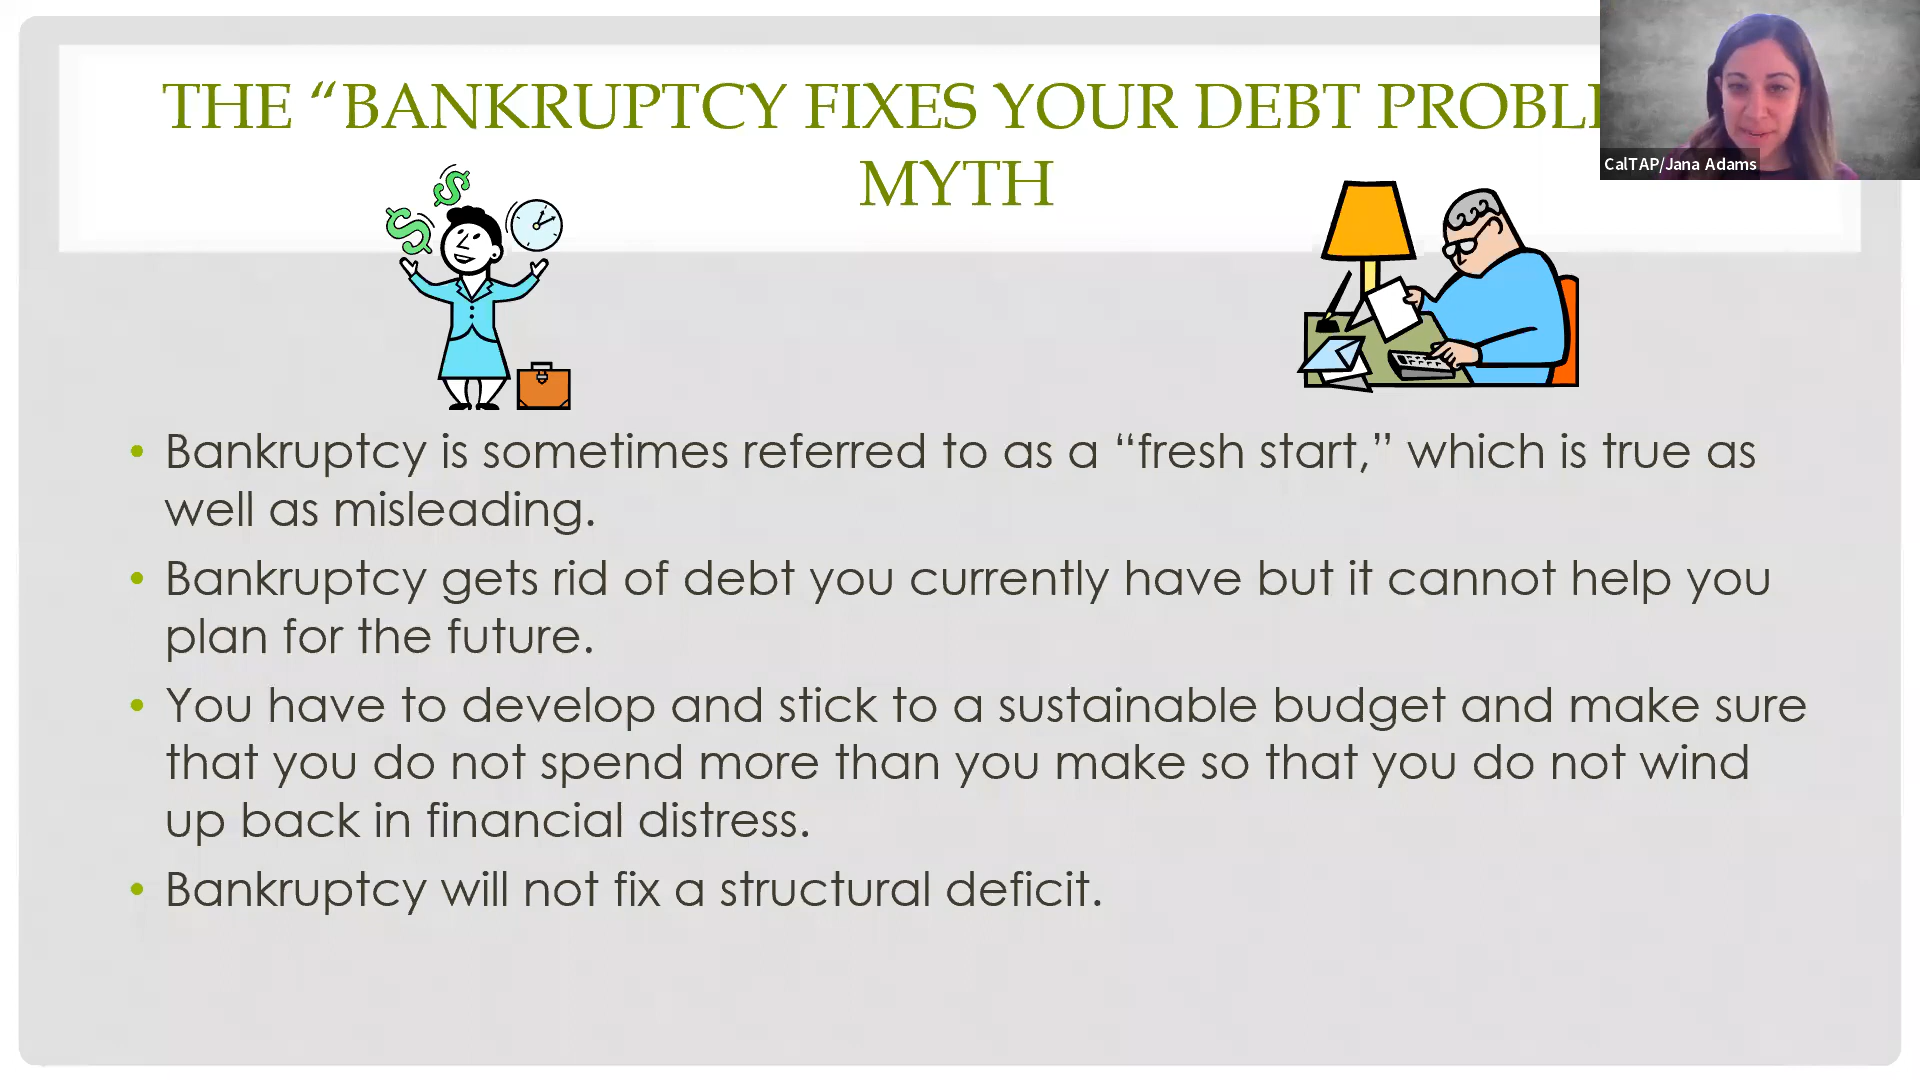 THE “BANKRUPTCY FIXES YOUR DEBT
MYTH
CalTAP/Jana Adams
$
$
• Bankruptcy is sometimes referred to as a “fresh start,” which is true as
well as misleading.
• Bankruptcy gets rid of debt you currently have but it cannot help you
plan for the future.
• You have to develop and stick to a sustainable budget and make sure
that you do not spend more than you make so that you do not wind
up back in financial distress.
• Bankruptcy will not fix a structural deficit.